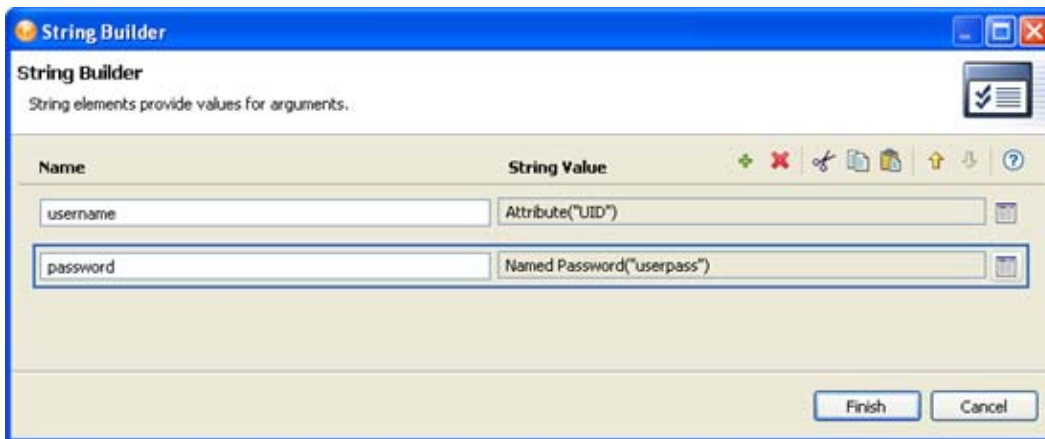 String Builder
String Builder
String elements provide values for arguments.
Name String Value
username Attribute("UID")
password Named Password("userpass")
Finish Cancel